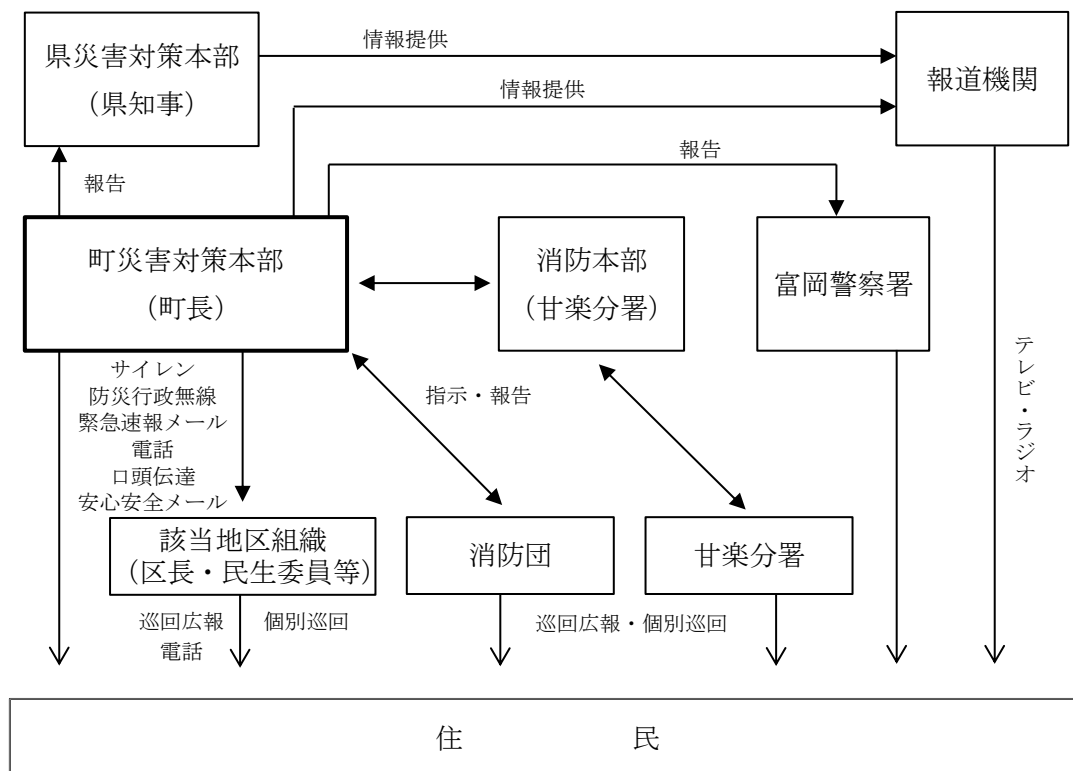 県災害対策本部
（県知事）
情報提供
報道機関
情報提供
報告
報告
町災害対策本部
（町長）
消防本部
（甘楽分署）
富岡警察署
サイレン
防災行政無線
緊急速報メール
電話
口頭伝達
安心安全メール
指示・報告
テレビ・ラジオ
該当地区組織
（区長・民生委員等）
消防団
甘楽分署
巡回広報 個別巡回
電話
巡回広報・個別巡回
住 民